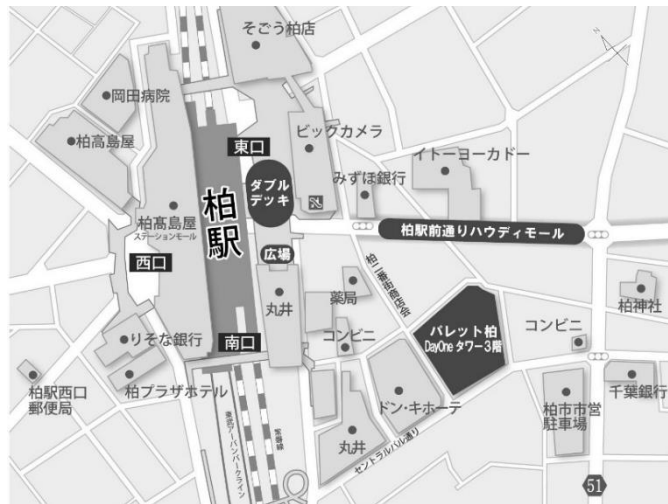 そごう柏店
岡田病院
ビックカメラ
柏高島屋
東口
イトーヨーカドー
みずほ銀行
ダブル
デッキ
柏駅
柏髙島屋
ステーションモール
柏駅前通りハウディモール
広場
西口
柏二番街商店会
丸井
薬局
柏神社
パレット柏
DayOne タワー3階
コンビニ
コンビニ
りそな銀行
南口
柏プラザホテル
柏駅西口
郵便局
ドン・キホーテ
千葉銀行
柏市市営
駐車場
丸井
セントラルパル通り
東武アーバンパークライン
常磐線
51
N